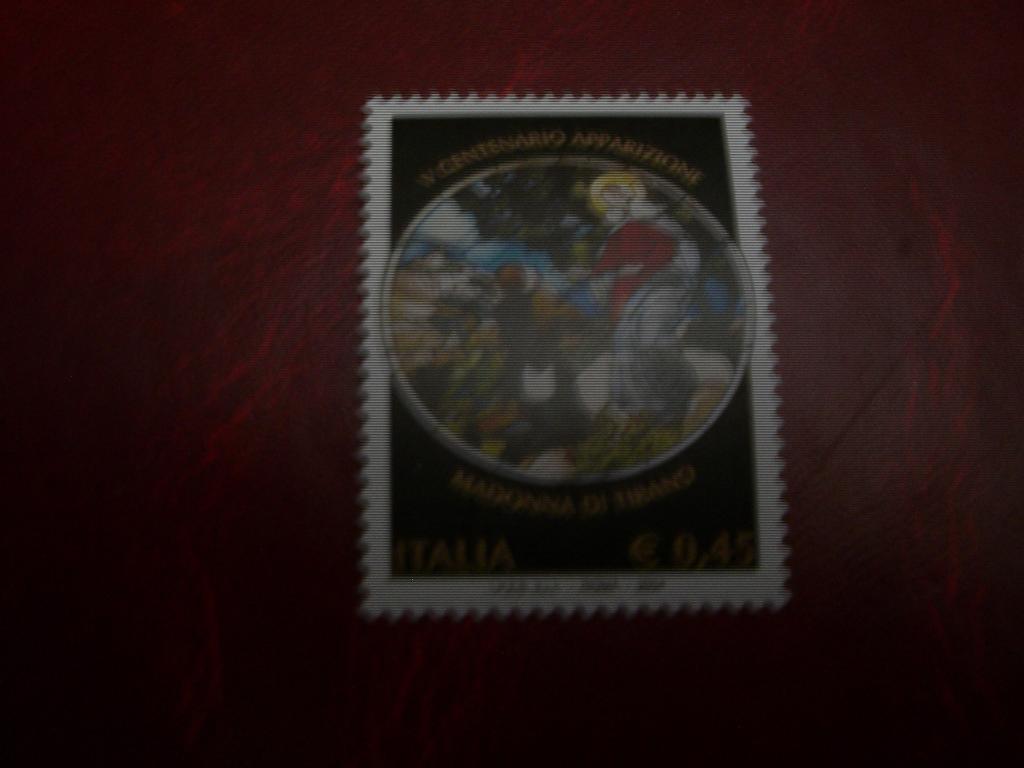 V CENTENARIO APPARIZIONE
MADONNA DI TIRANO
ITALIA € 0,45